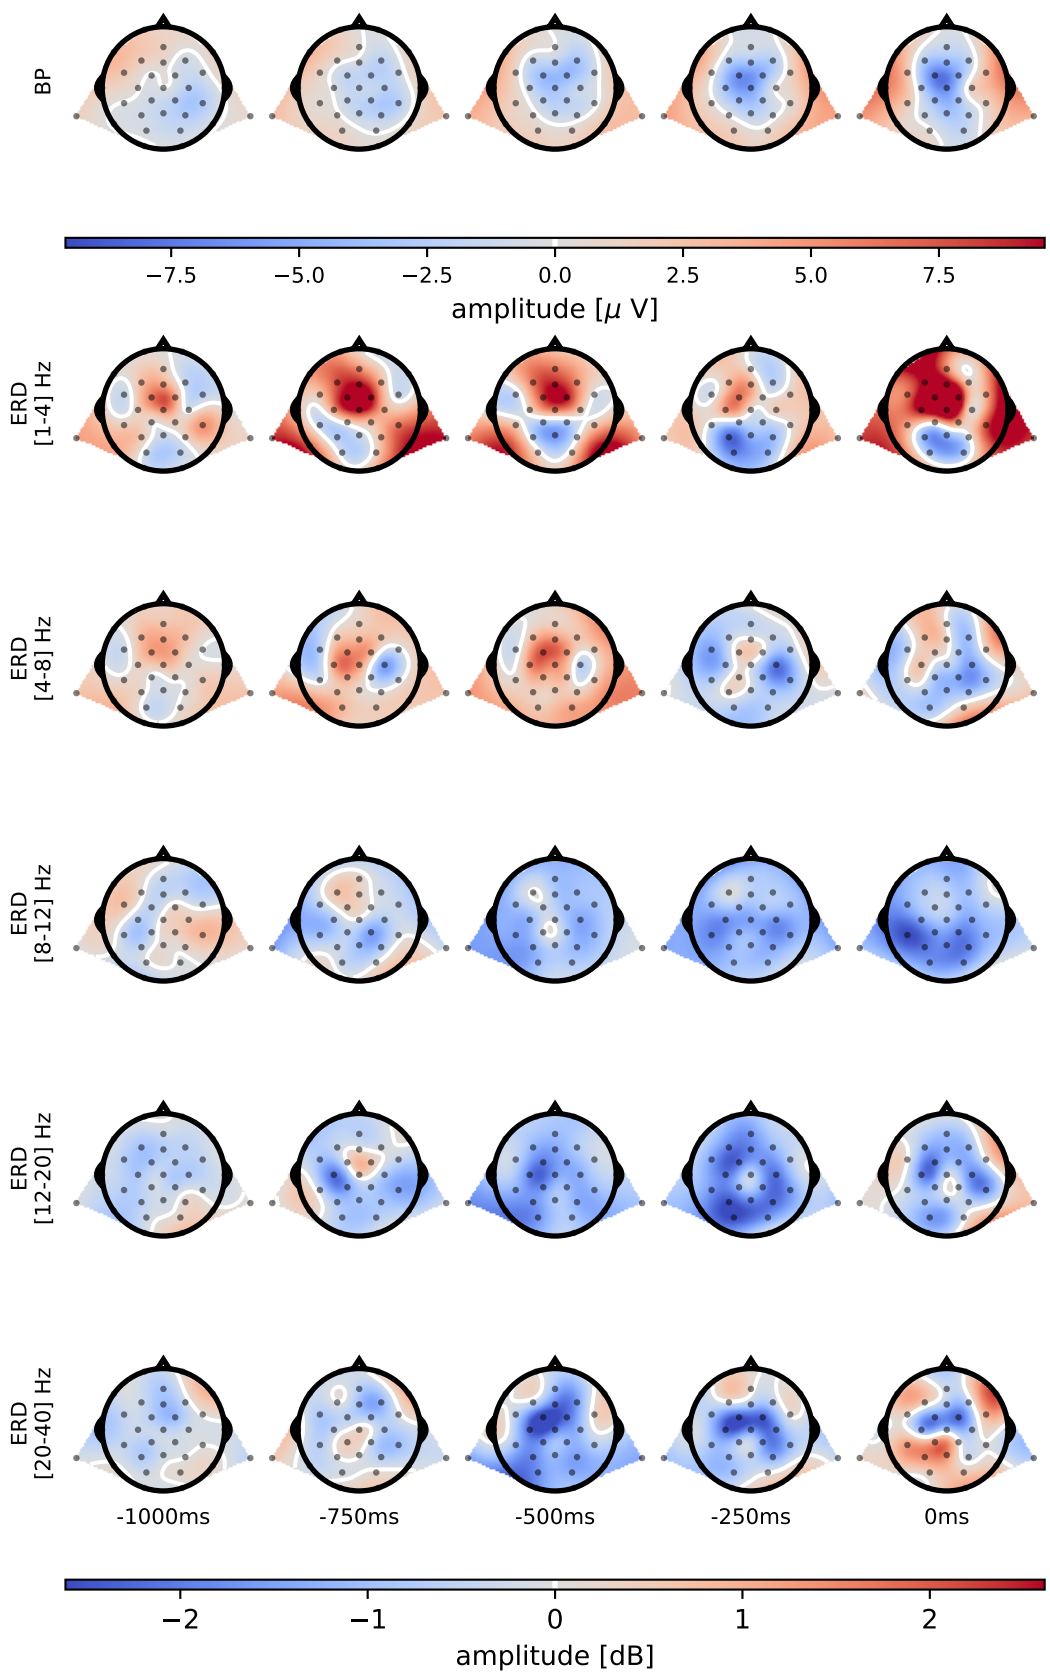 BP
−7.5 −5.0 −2.5 0.0 2.5 5.0 7.5
amplitude [μ V]
ERD
[1-4] Hz
ERD
[4-8] Hz
ERD
[8-12] Hz
ERD
[12-20] Hz
ERD
[20-40] Hz
-1000ms -750ms -500ms -250ms 0ms
−2 −1 0 1 2
amplitude [dB]